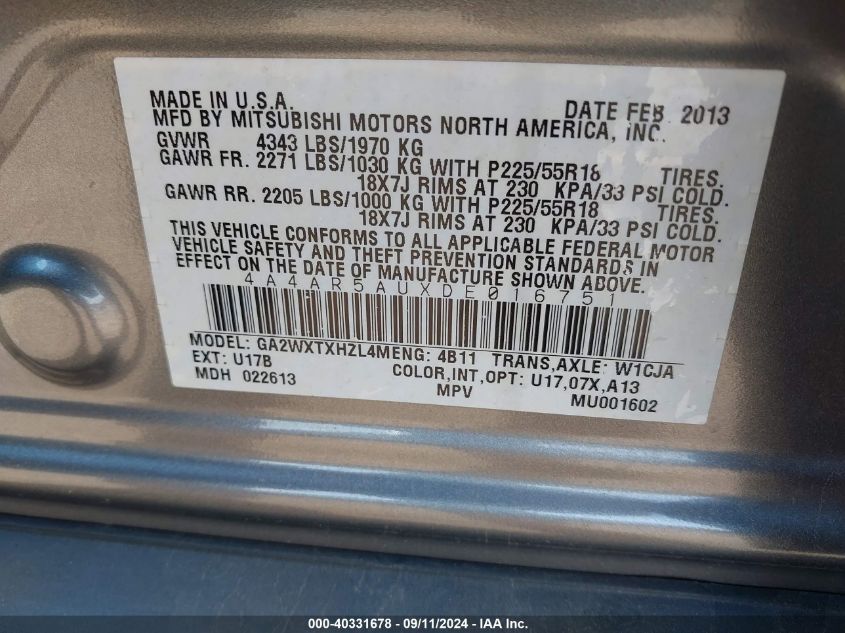 MADE IN U.S.A. DATE FEB 2013
MFD BY MITSUBISHI MOTORS NORTH AMERICA, INC.
GVWR 4343 LBS/1970 KG
GAWR FR. 2271 LBS/1030 KG WITH P225/55R18 TIRES.
18X7J RIMS AT 230 KPA/33 PSI COLD.
GAWR RR. 2205 LBS/1000 KG WITH P225/55R18 TIRES.
18X7J RIMS AT 230 KPA/33 PSI COLD.
THIS VEHICLE CONFORMS TO ALL APPLICABLE FEDERAL MOTOR
VEHICLE SAFETY AND THEFT PREVENTION STANDARDS IN
EFFECT ON THE DATE OF MANUFACTURE SHOWN ABOVE.
4A4AR5AUXDE016751
MODEL: GA2WXTXHZL4MENG: 4B11 TRANS,AXLE: W1CJA
EXT: U17B COLOR,INT,OPT: U17,07X,A13
MDH 022613 MPV MU001602
000-40331678 - 09/11/2024 - IAA Inc.